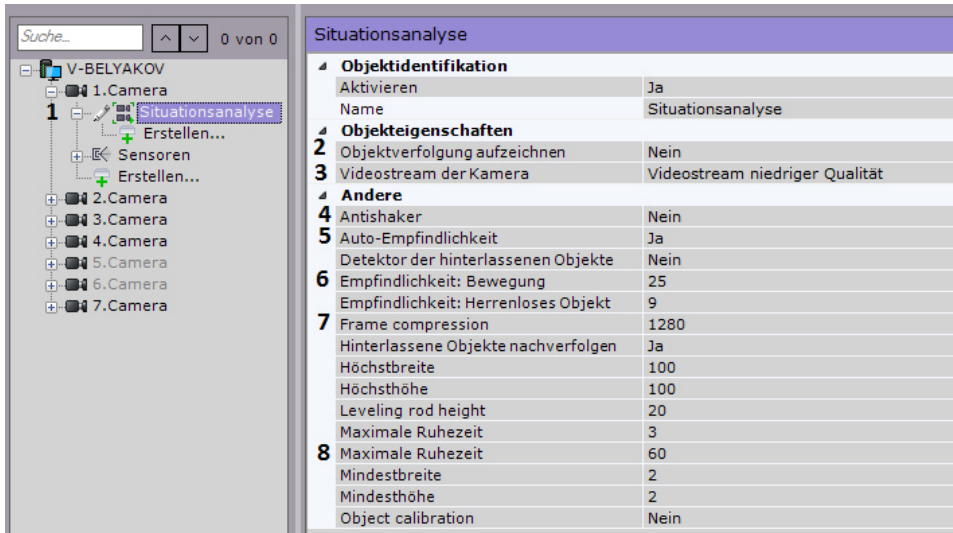 Suche...
0 von 0
V-BELYAKOV
1.Camera
1 Situationsanalyse
Erstellen...
Sensoren
Erstellen...
2.Camera
3.Camera
4.Camera
5.Camera
6.Camera
7.Camera
Situationsanalyse
Objektidentifikation
Aktivieren Ja
Name Situationsanalyse
Objekteigenschaften
2 Objektverfolgung aufzeichnen Nein
3 Videostream der Kamera Videostream niedriger Qualität
Andere
4 Antishaker Nein
5 Auto-Empfindlichkeit Ja
Detektor der hinterlassenen Objekte Nein
6 Empfindlichkeit: Bewegung 25
Empfindlichkeit: Herrenloses Objekt 9
7 Frame compression 1280
Hinterlassene Objekte nachverfolgen Ja
Höchstbreite 100
Höchsthöhe 100
Leveling rod height 20
Maximale Ruhezeit 3
8 Maximale Ruhezeit 60
Mindestbreite 2
Mindesthöhe 2
Object calibration Nein